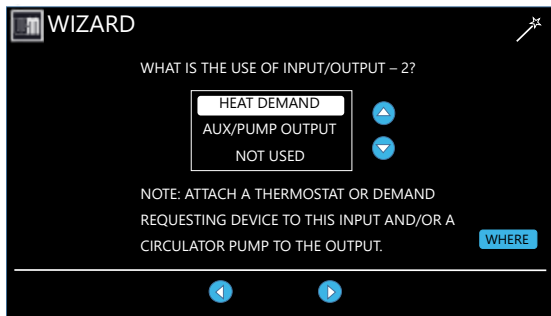 WIZARD
WHAT IS THE USE OF INPUT/OUTPUT – 2?
HEAT DEMAND
AUX/PUMP OUTPUT
NOT USED
NOTE: ATTACH A THERMOSTAT OR DEMAND
REQUESTING DEVICE TO THIS INPUT AND/OR A
CIRCULATOR PUMP TO THE OUTPUT.
WHERE